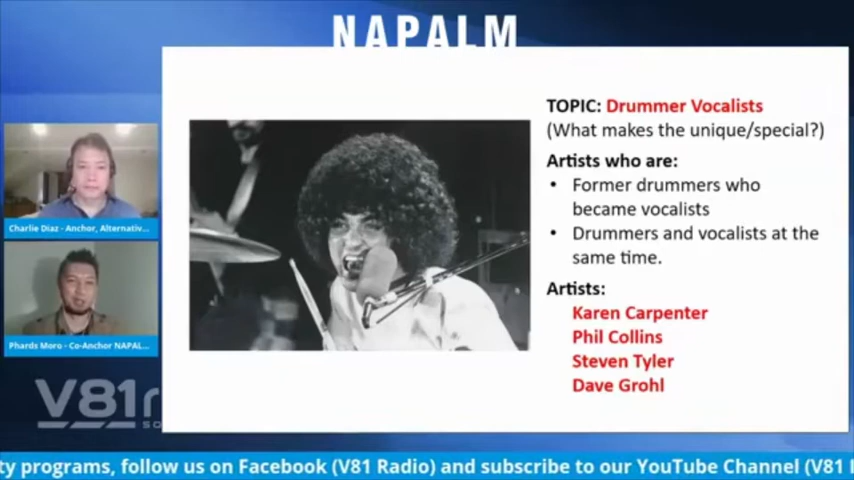 NAPALM
TOPIC: Drummer Vocalists
(What makes the unique/special?)
Artists who are:
• Former drummers who
became vocalists
• Drummers and vocalists at the
same time.
Artists:
Karen Carpenter
Phil Collins
Steven Tyler
Dave Grohl
Charlie Diaz - Anchor, Alternativ...
Phards Moro - Co-Anchor NAPAL...
V81r
SO
ty programs, follow us on Facebook (V81 Radio) and subscribe to our YouTube Channel (V81